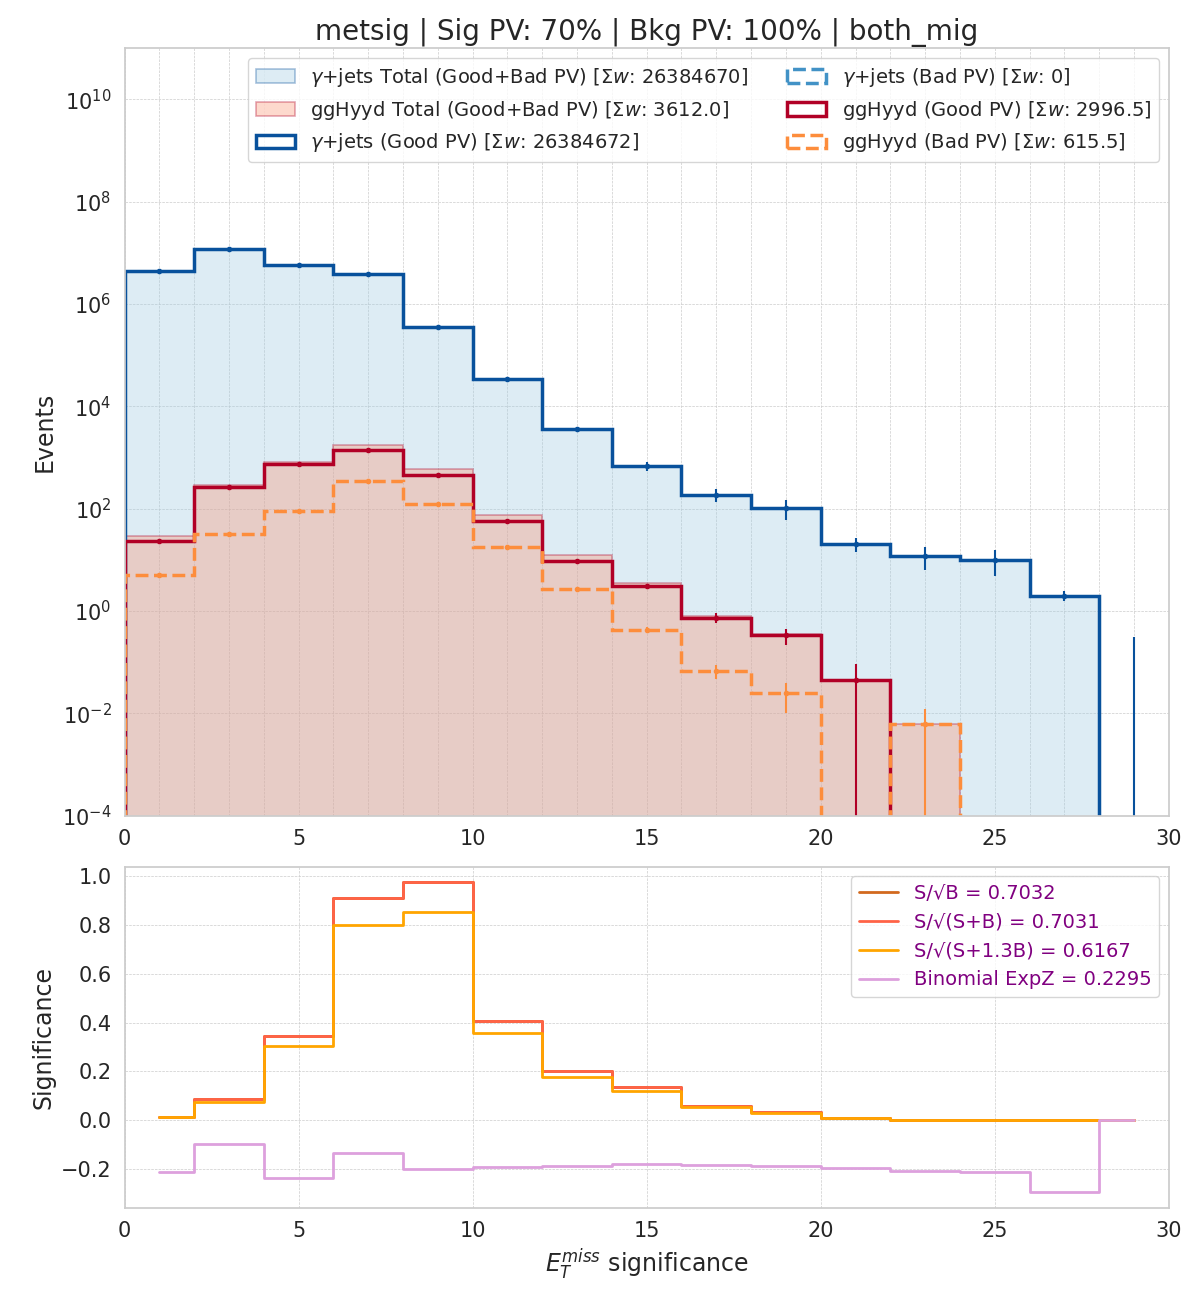 metsig | Sig PV: 70% | Bkg PV: 100% | both_mig
γ+jets Total (Good+Bad PV) [Σw: 26384670]
ggHyyd Total (Good+Bad PV) [Σw: 3612.0]
γ+jets (Good PV) [Σw: 26384672]
γ+jets (Bad PV) [Σw: 0]
ggHyyd (Good PV) [Σw: 2996.5]
ggHyyd (Bad PV) [Σw: 615.5]
Events
10^10
10^8
10^6
10^4
10^2
10^0
10^−2
10^−4
0 5 10 15 20 25 30
Significance
1.0
0.8
0.6
0.4
0.2
0.0
−0.2
S/√B = 0.7032
S/√(S+B) = 0.7031
S/√(S+1.3B) = 0.6167
Binomial ExpZ = 0.2295
0 5 10 15 20 25 30
E_T^miss significance